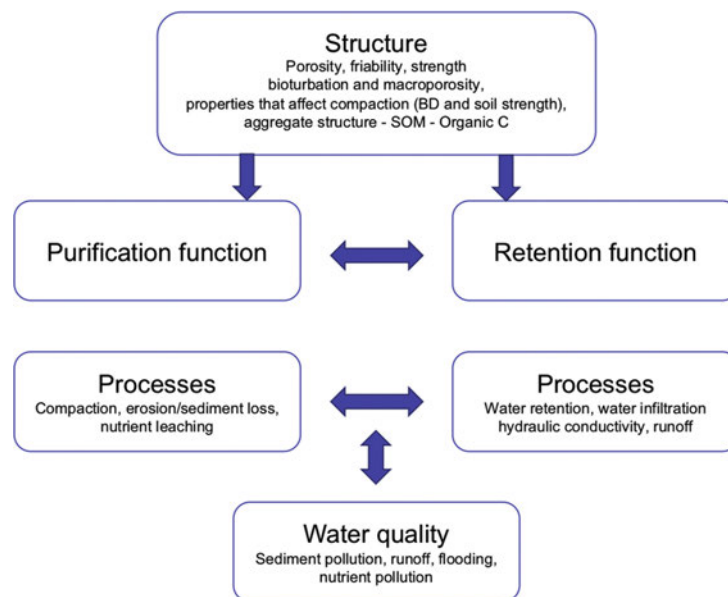 Structure
Porosity, friability, strength
bioturbation and macroporosity,
properties that affect compaction (BD and soil strength),
aggregate structure - SOM - Organic C
Purification function
Retention function
Processes
Compaction, erosion/sediment loss,
nutrient leaching
Processes
Water retention, water infiltration
hydraulic conductivity, runoff
Water quality
Sediment pollution, runoff, flooding,
nutrient pollution